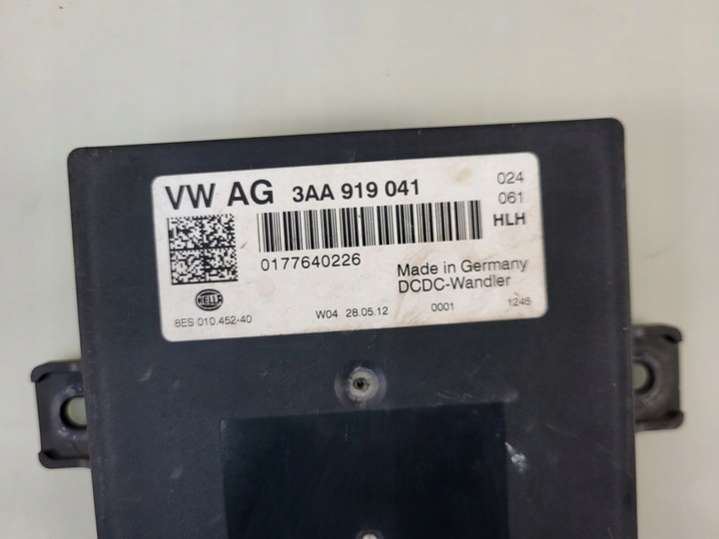 VW AG 3AA 919 041 024
061
HLH
0177640226
Made in Germany
DCDC-Wandler
HELLA
8ES 010.452-40 W04 28.05.12 0001 1245